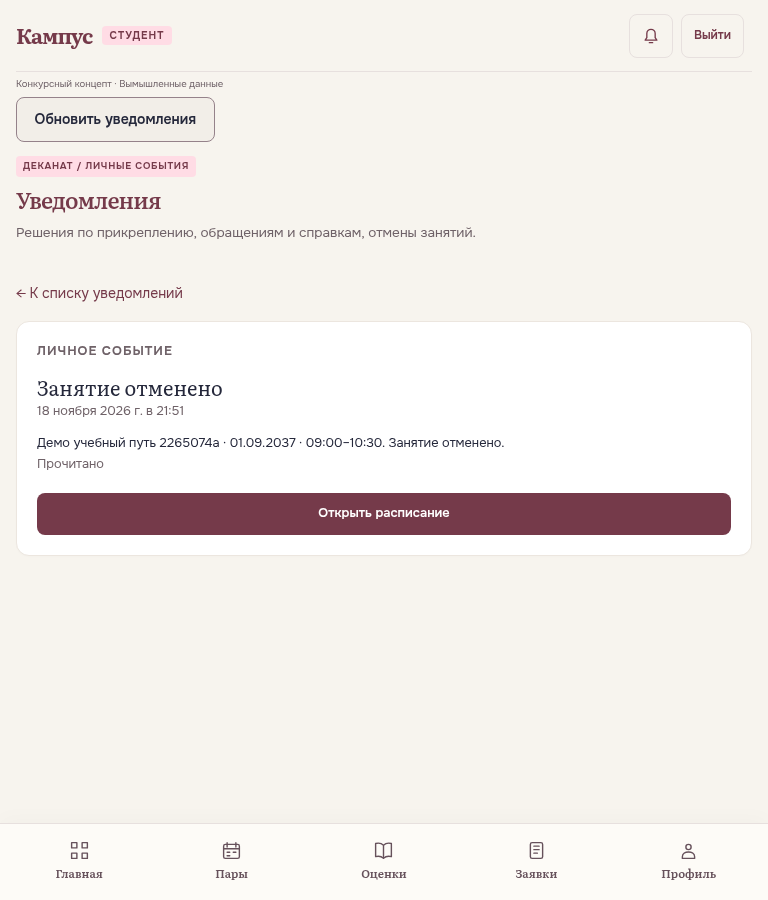 Кампус СТУДЕНТ
Выйти
Конкурсный концепт · Вымышленные данные
Обновить уведомления
ДЕКАНАТ / ЛИЧНЫЕ СОБЫТИЯ
Уведомления
Решения по прикреплению, обращениям и справкам, отмены занятий.
← К списку уведомлений
ЛИЧНОЕ СОБЫТИЕ
Занятие отменено
18 ноября 2026 г. в 21:51
Демо учебный путь 2265074a · 01.09.2037 · 09:00–10:30. Занятие отменено.
Прочитано
Открыть расписание
Главная Пары Оценки Заявки Профиль